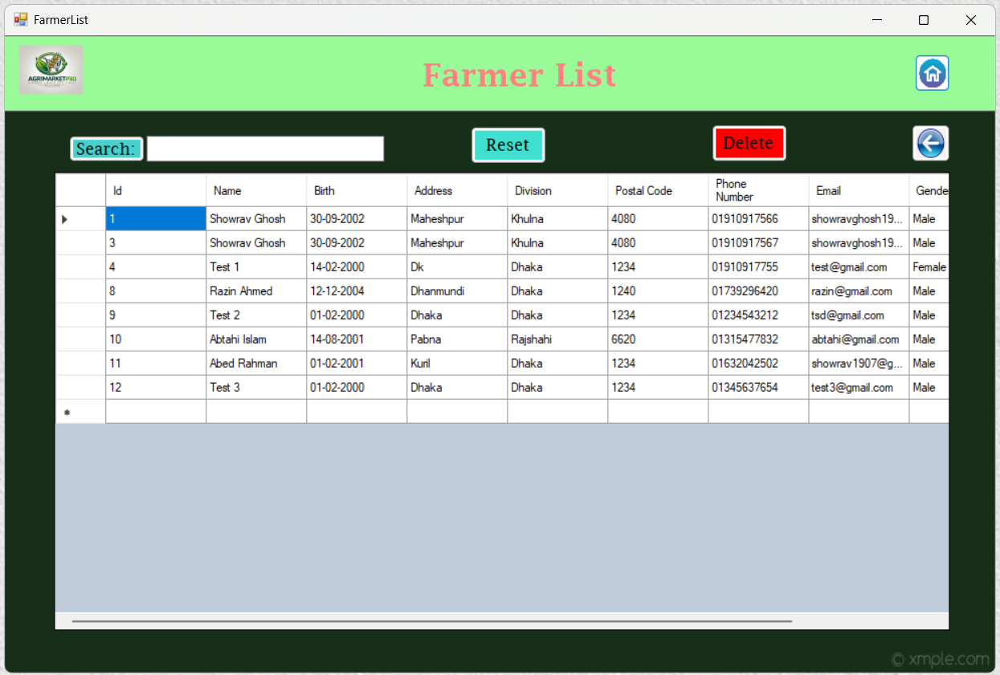 FarmerList
AGRIMARKETPRO
Farmer List
Search:
Reset
Delete
Id Name Birth Address Division Postal Code Phone Number Email Gende
1 Showrav Ghosh 30-09-2002 Maheshpur Khulna 4080 01910917566 showravghosh19... Male
3 Showrav Ghosh 30-09-2002 Maheshpur Khulna 4080 01910917567 showravghosh19... Male
4 Test 1 14-02-2000 Dk Dhaka 1234 01910917755 test@gmail.com Female
8 Razin Ahmed 12-12-2004 Dhanmundi Dhaka 1240 01739296420 razin@gmail.com Male
9 Test 2 01-02-2000 Dhaka Dhaka 1234 01234543212 tsd@gmail.com Male
10 Abtahi Islam 14-08-2001 Pabna Rajshahi 6620 01315477832 abtahi@gmail.com Male
11 Abed Rahman 01-02-2001 Kuril Dhaka 1234 01632042502 showrav1907@g... Male
12 Test 3 01-02-2000 Dhaka Dhaka 1234 01345637654 test3@gmail.com Male
© xmple.com